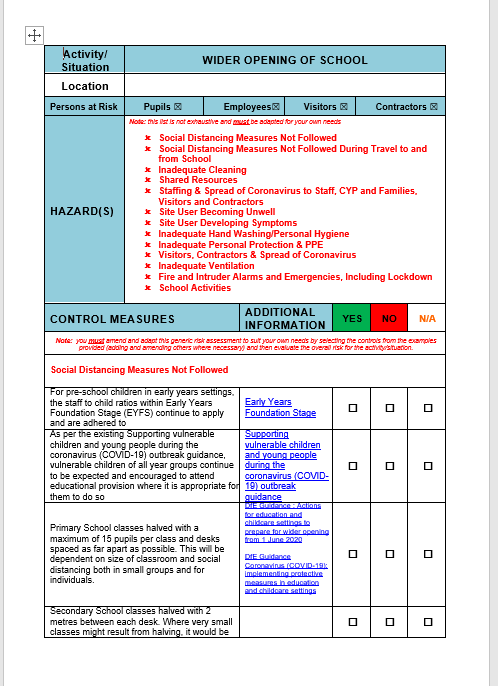 Activity/
Situation
WIDER OPENING OF SCHOOL
Location
Persons at Risk
Pupils ☒
Employees☒
Visitors ☒
Contractors ☒
HAZARD(S)
Note: this list is not exhaustive and must be adapted for your own needs
Social Distancing Measures Not Followed
Social Distancing Measures Not Followed During Travel to and
from School
Inadequate Cleaning
Shared Resources
Staffing & Spread of Coronavirus to Staff, CYP and Families,
Visitors and Contractors
Site User Becoming Unwell
Site User Developing Symptoms
Inadequate Hand Washing/Personal Hygiene
Inadequate Personal Protection & PPE
Visitors, Contractors & Spread of Coronavirus
Inadequate Ventilation
Fire and Intruder Alarms and Emergencies, Including Lockdown
School Activities
CONTROL MEASURES
ADDITIONAL
INFORMATION
YES
NO
N/A
Note: you must amend and adapt this generic risk assessment to suit your own needs by selecting the controls from the examples
provided (adding and amending others where necessary) and then evaluate the overall risk for the activity/situation.
Social Distancing Measures Not Followed
For pre-school children in early years settings,
the staff to child ratios within Early Years
Foundation Stage (EYFS) continue to apply
and are adhered to
Early Years
Foundation Stage
☐ ☐ ☐
As per the existing Supporting vulnerable
children and young people during the
coronavirus (COVID-19) outbreak guidance,
vulnerable children of all year groups continue
to be expected and encouraged to attend
educational provision where it is appropriate for
them to do so
Supporting
vulnerable children
and young people
during the
coronavirus (COVID-
19) outbreak
guidance
☐ ☐ ☐
Primary School classes halved with a
maximum of 15 pupils per class and desks
spaced as far apart as possible. This will be
dependent on size of classroom and social
distancing both in small groups and for
individuals.
DfE Guidance : Actions
for education and
childcare settings to
prepare for wider opening
from 1 June 2020
DfE Guidance
Coronavirus (COVID-19):
implementing protective
measures in education
and childcare settings
☐ ☐ ☐
Secondary School classes halved with 2
metres between each desk. Where very small
classes might result from halving, it would be
☐ ☐ ☐